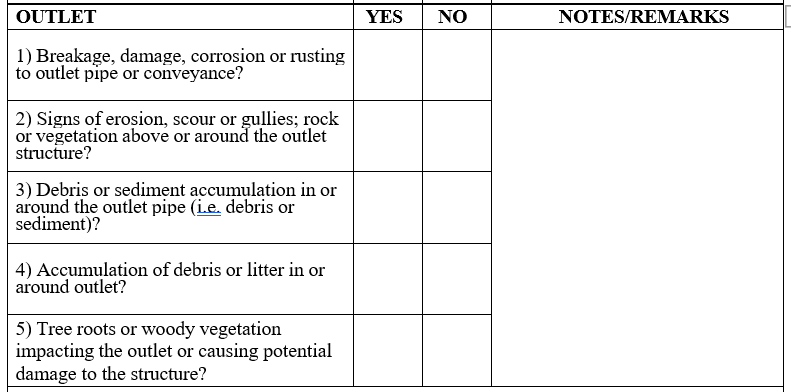 OUTLET YES NO NOTES/REMARKS
1) Breakage, damage, corrosion or rusting
to outlet pipe or conveyance?
2) Signs of erosion, scour or gullies; rock
or vegetation above or around the outlet
structure?
3) Debris or sediment accumulation in or
around the outlet pipe (i.e. debris or
sediment)?
4) Accumulation of debris or litter in or
around outlet?
5) Tree roots or woody vegetation
impacting the outlet or causing potential
damage to the structure?